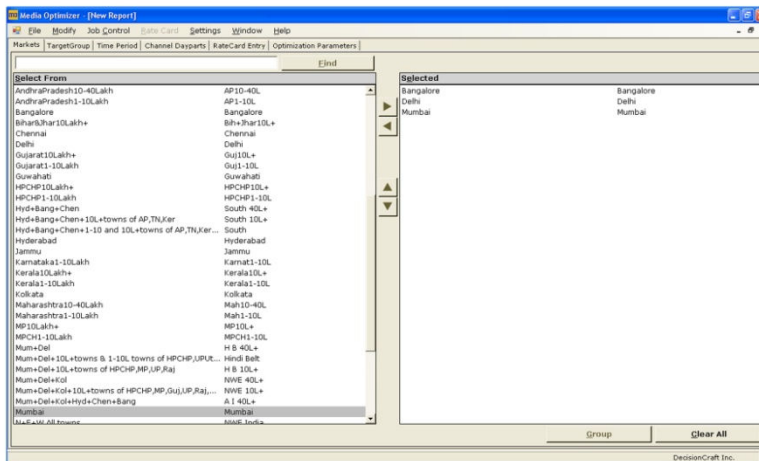 Media Optimizer - [New Report]
File Modify Job Control Rate Card Settings Window Help
Markets TargetGroup Time Period Channel Dayparts RateCard Entry Optimization Parameters
Find
Select From
AndhraPradesh10-40Lakh AP10-40L
AndhraPradesh1-10Lakh AP1-10L
Bangalore Bangalore
Bihar&Jhar10Lakh+ Bih+Jhar10L+
Chennai Chennai
Delhi Delhi
Gujarat10Lakh+ Guj10L+
Gujarat1-10Lakh Guj1-10L
Guwahati Guwahati
HPCHP10Lakh+ HPCHP10L+
HPCHP1-10Lakh HPCHP1-10L
Hyd+Bang+Chen South 40L+
Hyd+Bang+Chen+10L+towns of AP,TN,Ker South 10L+
Hyd+Bang+Chen+1-10 and 10L+towns of AP,TN,Ker... South
Hyderabad Hyderabad
Jammu Jammu
Karnataka1-10Lakh Karnat1-10L
Kerala10Lakh+ Kerala10L+
Kerala1-10Lakh Kerala1-10L
Kolkata Kolkata
Maharashtra10-40Lakh Mah10-40L
Maharashtra1-10Lakh Mah1-10L
MP10Lakh+ MP10L+
MPCH1-10Lakh MPCH1-10L
Mum+Del H B 40L+
Mum+Del+10L+towns & 1-10L towns of HPCHP,UPUt... Hindi Belt
Mum+Del+10L+towns of HPCHP,MP,UP,Raj H B 10L+
Mum+Del+Kol NWE 40L+
Mum+Del+Kol+10L+towns of HPCHP,MP,Guj,UP,Raj,... NWE 10L+
Mum+Del+Kol+Hyd+Chen+Bang A I 40L+
Mumbai Mumbai
N+E+W All towns NWE India
Selected
Bangalore Bangalore
Delhi Delhi
Mumbai Mumbai
Group Clear All
DecisionCraft Inc.